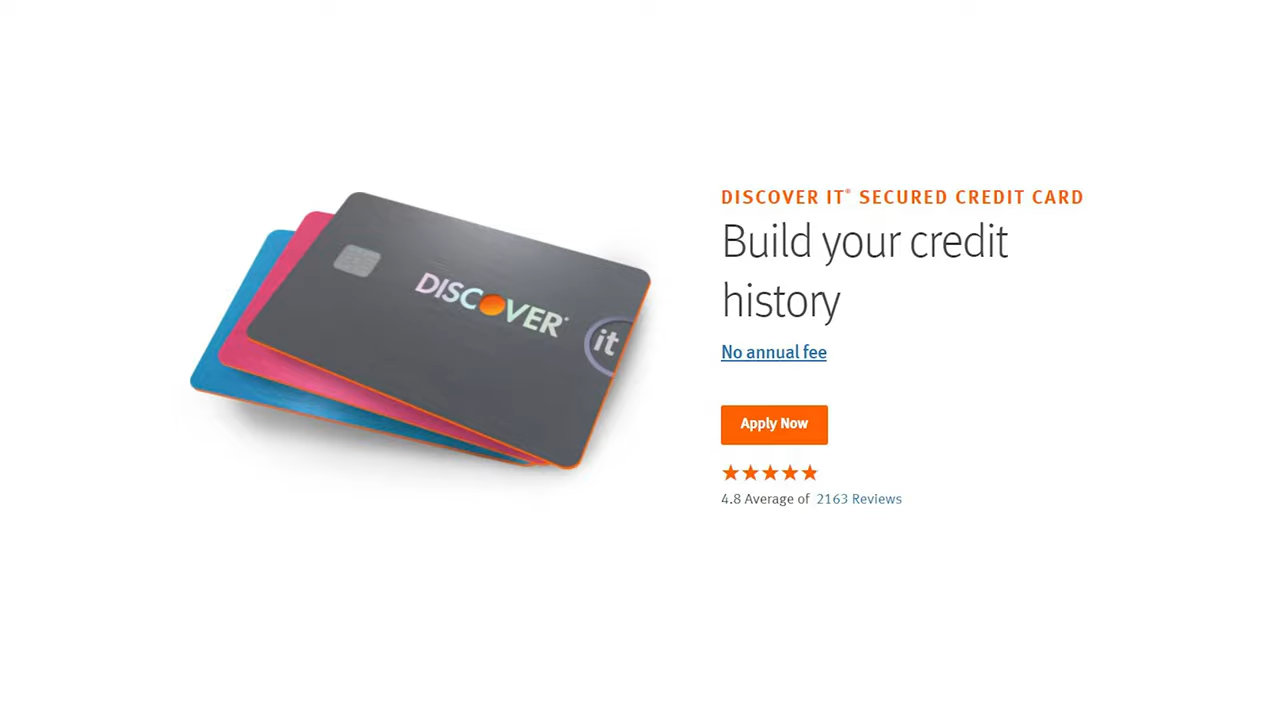 DISCOVER®
it
DISCOVER IT® SECURED CREDIT CARD
Build your credit
history
No annual fee
Apply Now
4.8 Average of 2163 Reviews